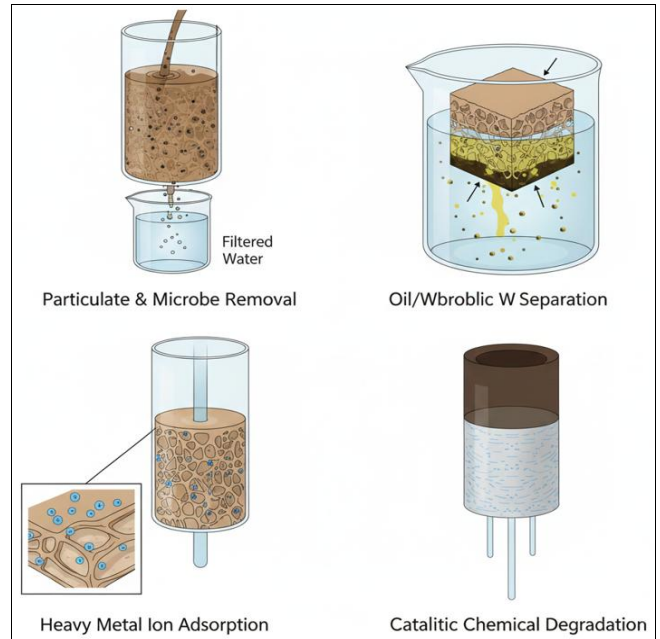 Filtered
Water
Particulate & Microbe Removal
Oil/Wbroblic W Separation
Heavy Metal Ion Adsorption
Catalitic Chemical Degradation